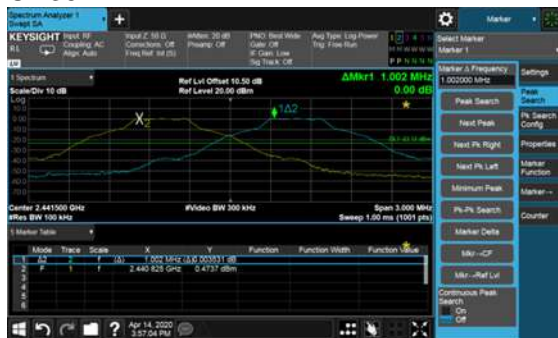 Spectrum Analyzer 1
Swept SA
Marker
KEYSIGHT
Input: RF
Coupling: AC
Align: Auto
Input Z: 50 Ω
Corrections: Off
Freq Ref: Int (S)
#Atten: 20 dB
Preamp: Off
PNO: Best Wide
Gate: Off
IF Gain: Low
Sig Track: Off
Avg Type: Log-Power
Trig: Free Run
Select Marker
Marker 1
1 Spectrum
Scale/Div 10 dB
Ref Lvl Offset 10.50 dB
Ref Level 20.00 dBm
ΔMkr1 1.002 MHz
0.00 dB
Log
1Δ2
X2
Center 2.441500 GHz
#Res BW 100 kHz
#Video BW 300 kHz
Span 3.000 MHz
Sweep 1.00 ms (1001 pts)
1 Marker Table
Mode Trace Scale X Y Function Function Width Function Value
1 Δ2 2 f (Δ) 1.002 MHz (Δ) 0.003531 dB
2 F 1 f 2.440 825 GHz 0.4737 dBm
3
4
5
6
Marker Δ Frequency
1.002000 MHz
Peak Search
Next Peak
Next Pk Right
Next Pk Left
Minimum Peak
Pk-Pk Search
Marker Delta
Mkr→CF
Mkr→Ref Lvl
Continuous Peak Search
On
Off
Settings
Peak Search
Pk Search Config
Properties
Marker Function
Marker→
Counter
Apr 14, 2020
3:57:04 PM